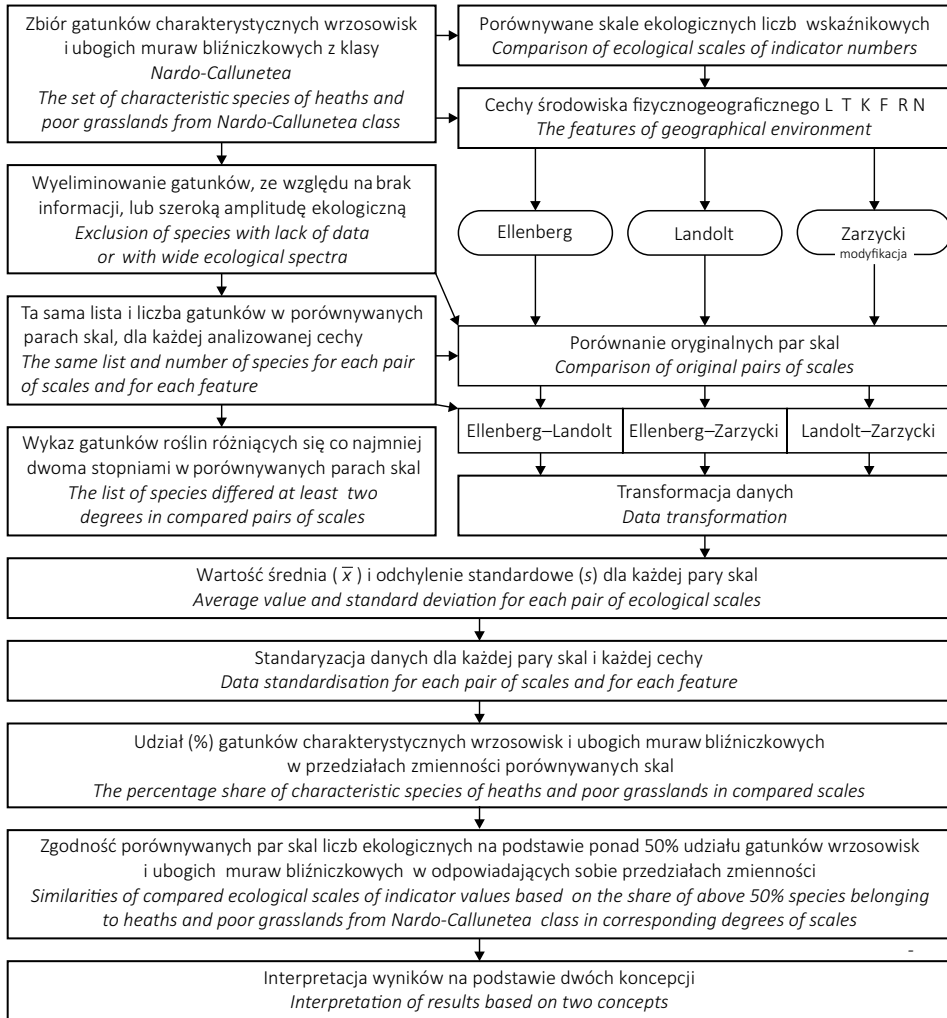 Zbiór gatunków charakterystycznych wrzosowisk
i ubogich muraw bliźniczkowych z klasy
Nardo-Callunetea
The set of characteristic species of heaths and
poor grasslands from Nardo-Callunetea class
Porównywane skale ekologicznych liczb wskaźnikowych
Comparison of ecological scales of indicator numbers
Cechy środowiska fizycznogeograficznego L T K F R N
The features of geographical environment
Wyeliminowanie gatunków, ze względu na brak
informacji, lub szeroką amplitudę ekologiczną
Exclusion of species with lack of data
or with wide ecological spectra
Ellenberg
Landolt
Zarzycki
modyfikacja
Ta sama lista i liczba gatunków w porównywanych
parach skal, dla każdej analizowanej cechy
The same list and number of species for each pair
of scales and for each feature
Porównanie oryginalnych par skal
Comparison of original pairs of scales
Ellenberg–Landolt
Ellenberg–Zarzycki
Landolt–Zarzycki
Wykaz gatunków roślin różniących się co najmniej
dwoma stopniami w porównywanych parach skal
The list of species differed at least two
degrees in compared pairs of scales
Transformacja danych
Data transformation
Wartość średnia ( x̅ ) i odchylenie standardowe (s) dla każdej pary skal
Average value and standard deviation for each pair of ecological scales
Standaryzacja danych dla każdej pary skal i każdej cechy
Data standardisation for each pair of scales and for each feature
Udział (%) gatunków charakterystycznych wrzosowisk i ubogich muraw bliźniczkowych
w przedziałach zmienności porównywanych skal
The percentage share of characteristic species of heaths and poor grasslands in compared scales
Zgodność porównywanych par skal liczb ekologicznych na podstawie ponad 50% udziału gatunków wrzosowisk
i ubogich muraw bliźniczkowych w odpowiadających sobie przedziałach zmienności
Similarities of compared ecological scales of indicator values based on the share of above 50% species belonging
to heaths and poor grasslands from Nardo-Callunetea class in corresponding degrees of scales
-
Interpretacja wyników na podstawie dwóch koncepcji
Interpretation of results based on two concepts